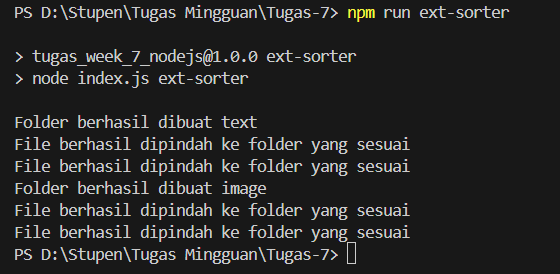 PS D:\Stupen\Tugas Mingguan\Tugas-7> npm run ext-sorter
> tugas_week_7_nodejs@1.0.0 ext-sorter
> node index.js ext-sorter
Folder berhasil dibuat text
File berhasil dipindah ke folder yang sesuai
File berhasil dipindah ke folder yang sesuai
Folder berhasil dibuat image
File berhasil dipindah ke folder yang sesuai
File berhasil dipindah ke folder yang sesuai
PS D:\Stupen\Tugas Mingguan\Tugas-7>